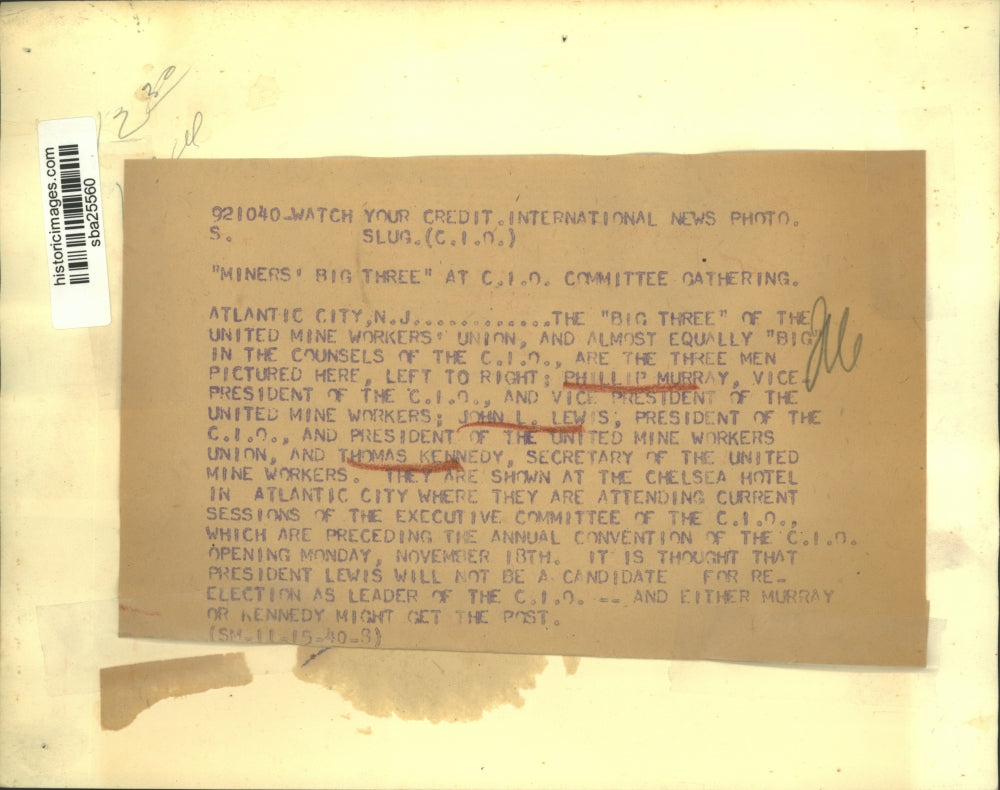 historicimages.com
sba25560
921040-WATCH YOUR CREDIT.INTERNATIONAL NEWS PHOTO.
S. SLUG.(C.I.O.)
"MINERS' BIG THREE" AT C.I.O. COMMITTEE GATHERING.
ATLANTIC CITY,N.J.............THE "BIG THREE" OF THE
UNITED MINE WORKERS' UNION, AND ALMOST EQUALLY "BIG"
IN THE COUNSELS OF THE C.I.O., ARE THE THREE MEN
PICTURED HERE, LEFT TO RIGHT; PHILLIP MURRAY, VICE
PRESIDENT OF THE C.I.O., AND VICE PRESIDENT OF THE
UNITED MINE WORKERS; JOHN L. LEWIS, PRESIDENT OF THE
C.I.O., AND PRESIDENT OF THE UNITED MINE WORKERS
UNION, AND THOMAS KENNEDY, SECRETARY OF THE UNITED
MINE WORKERS. THEY ARE SHOWN AT THE CHELSEA HOTEL
IN ATLANTIC CITY WHERE THEY ARE ATTENDING CURRENT
SESSIONS OF THE EXECUTIVE COMMITTEE OF THE C.I.O.,
WHICH ARE PRECEDING THE ANNUAL CONVENTION OF THE C.I.O.
OPENING MONDAY, NOVEMBER 18TH. IT IS THOUGHT THAT
PRESIDENT LEWIS WILL NOT BE A CANDIDATE FOR RE-
ELECTION AS LEADER OF THE C.I.O. -- AND EITHER MURRAY
OR KENNEDY MIGHT GET THE POST.
(SM-11-15-40-8)